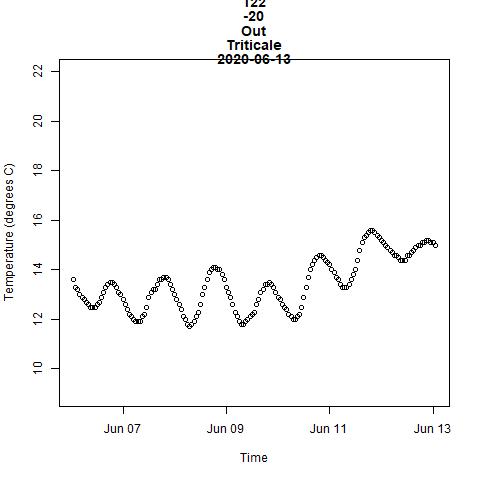 122
-20
Out
Triticale
2020-06-13
22
20
18
16
14
12
10
Temperature (degrees C)
Jun 07
Jun 09
Jun 11
Jun 13
Time